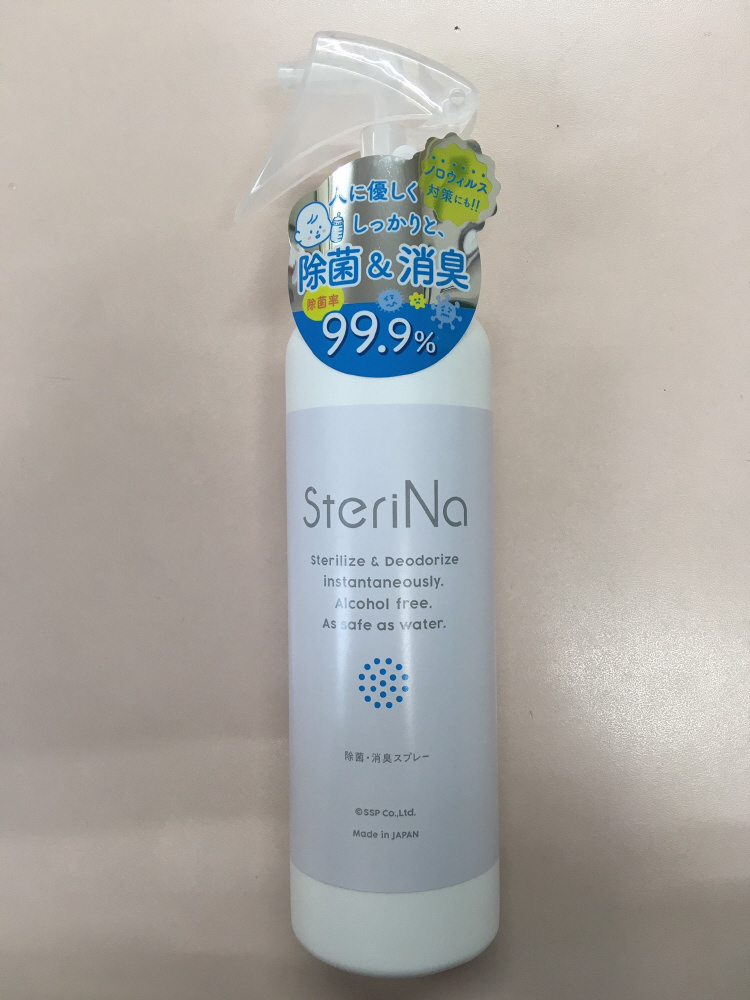 ノロウィルス
対策にも!!
人に優しく
しっかりと、
除菌&消臭
除菌率
99.9%
SteriNa
Sterilize & Deodorize
instantaneously.
Alcohol free.
As safe as water.
除菌・消臭スプレー
©SSP Co.,Ltd.
Made in JAPAN